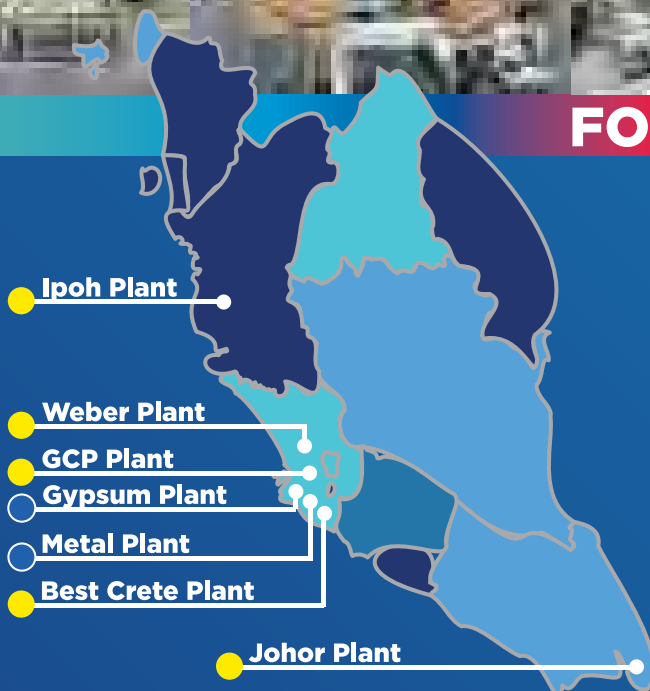 FO
Ipoh Plant
Weber Plant
GCP Plant
Gypsum Plant
Metal Plant
Best Crete Plant
Johor Plant